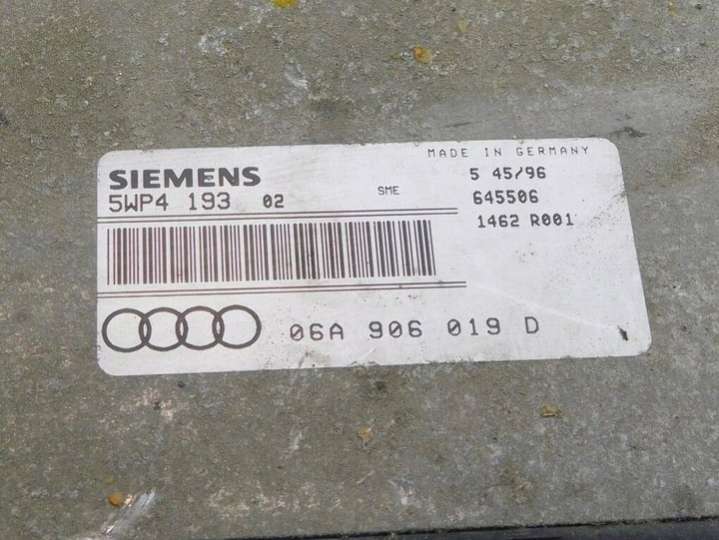 MADE IN GERMANY
SIEMENS
5 45/96
5WP4 193 02 SME
645506
1462 R001
06A 906 019 D